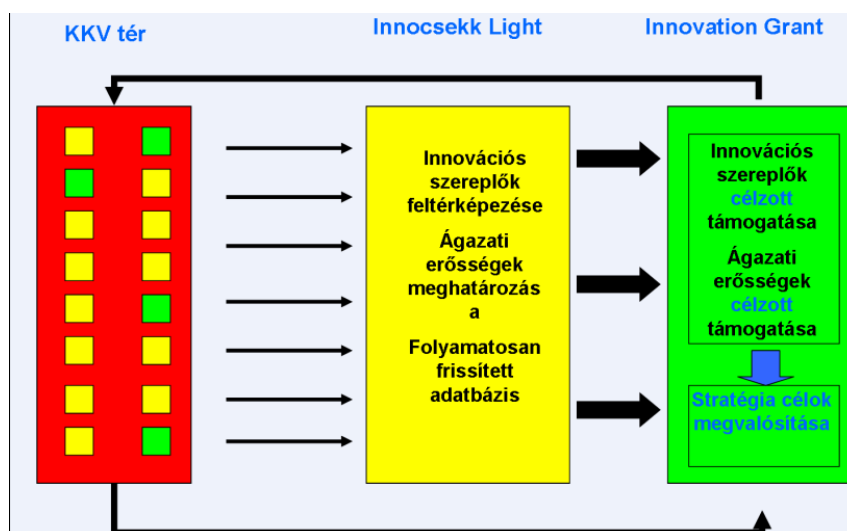 KKV tér
Innocsekk Light
Innovation Grant
Innovációs
szereplők
feltérképezése
Ágazati
erősségek
meghatározás
a
Folyamatosan
frissített
adatbázis
Innovációs
szereplők
célzott
támogatása
Ágazati
erősségek
célzott
támogatása
Stratégia célok
megvalósítása